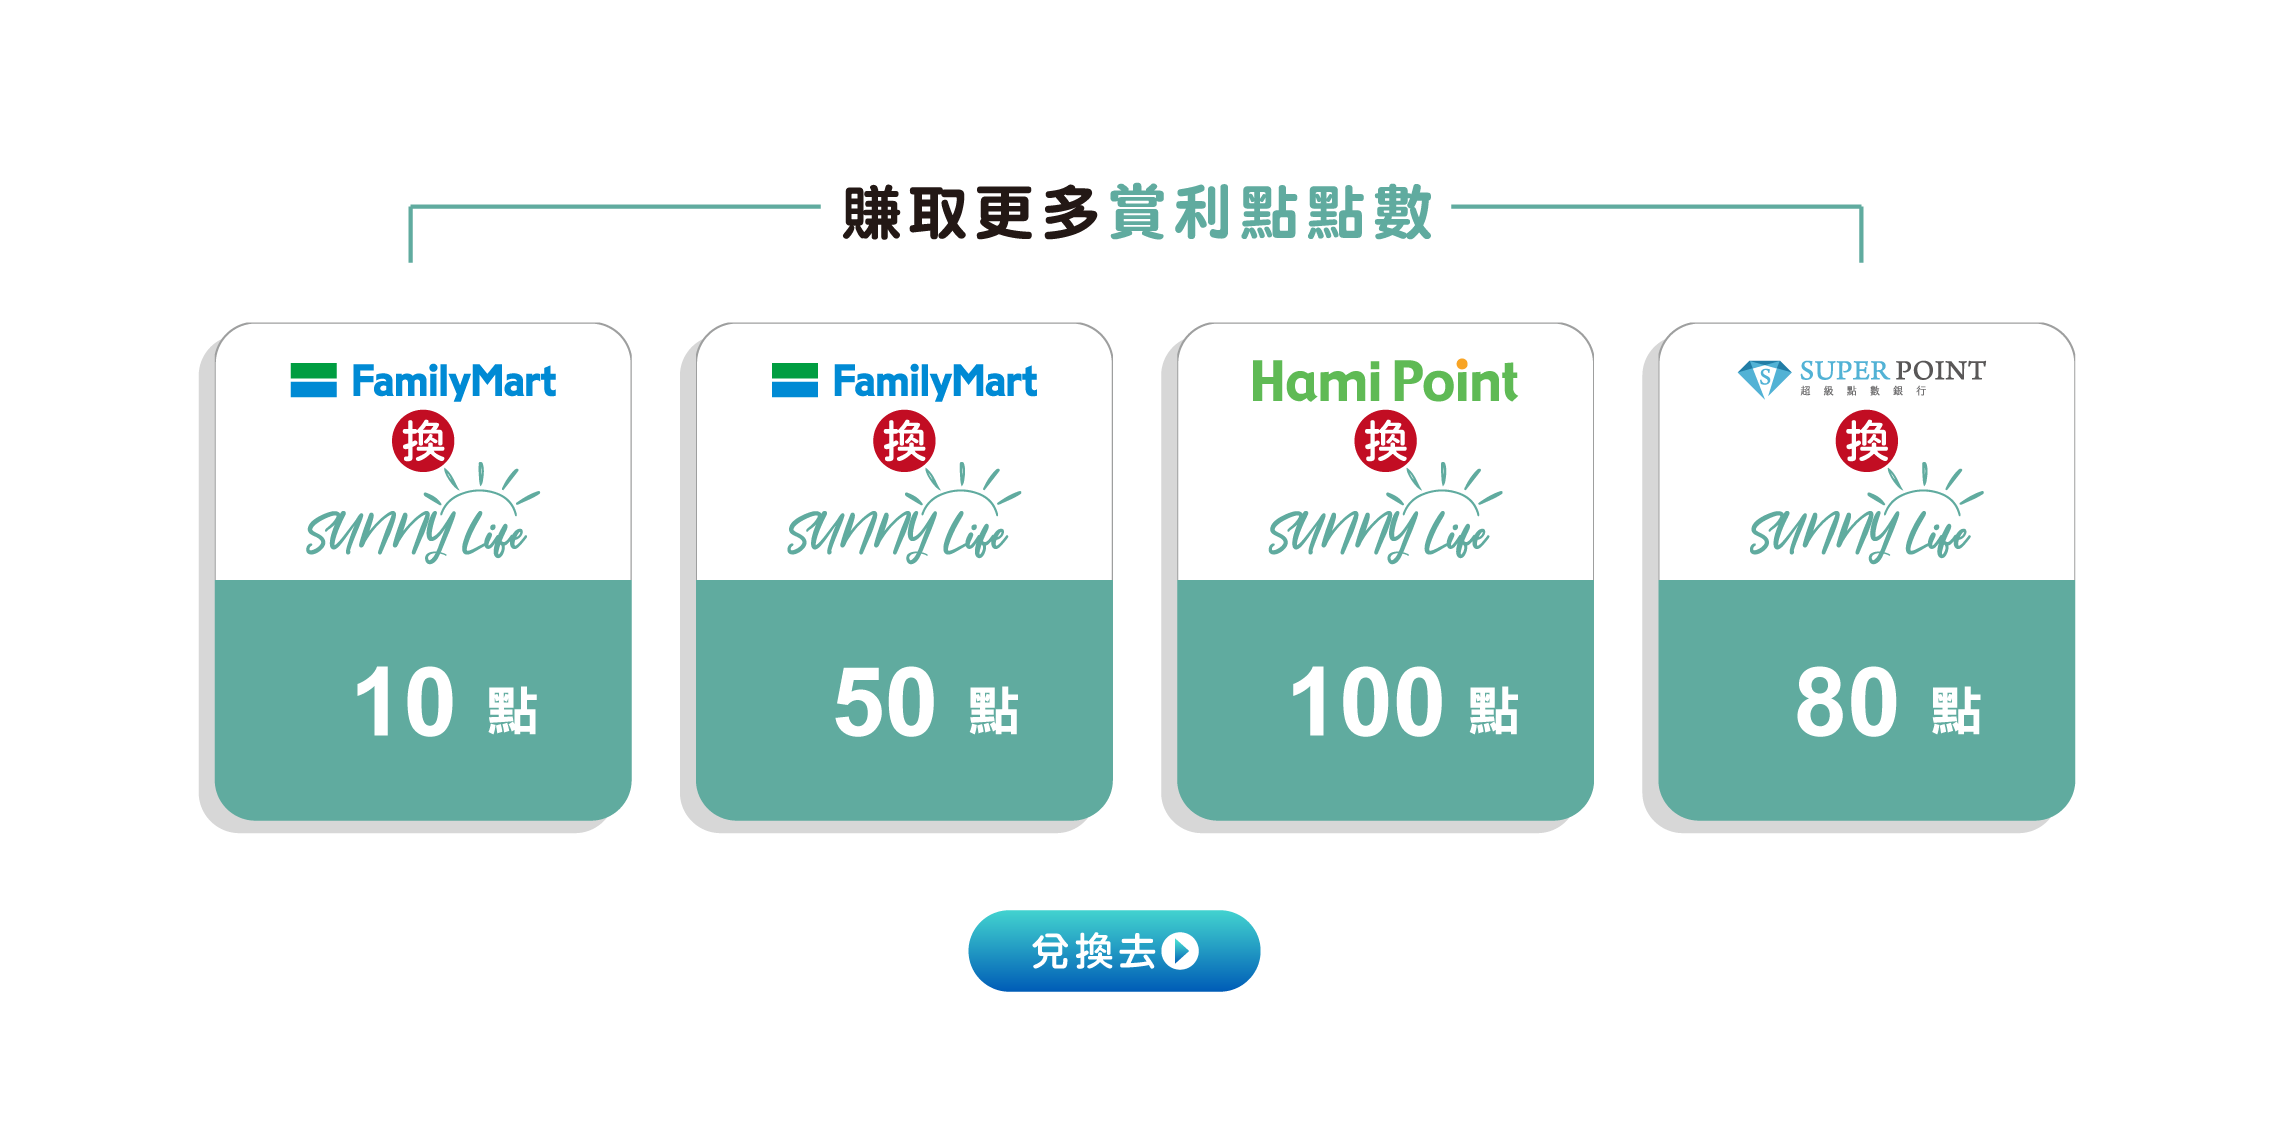 賺取更多賞利點點數
FamilyMart
換
SUNNY Life
10 點
FamilyMart
換
SUNNY Life
50 點
Hami Point
換
SUNNY Life
100 點
S
SUPER POINT
超級點數銀行
換
SUNNY Life
80 點
兌換去